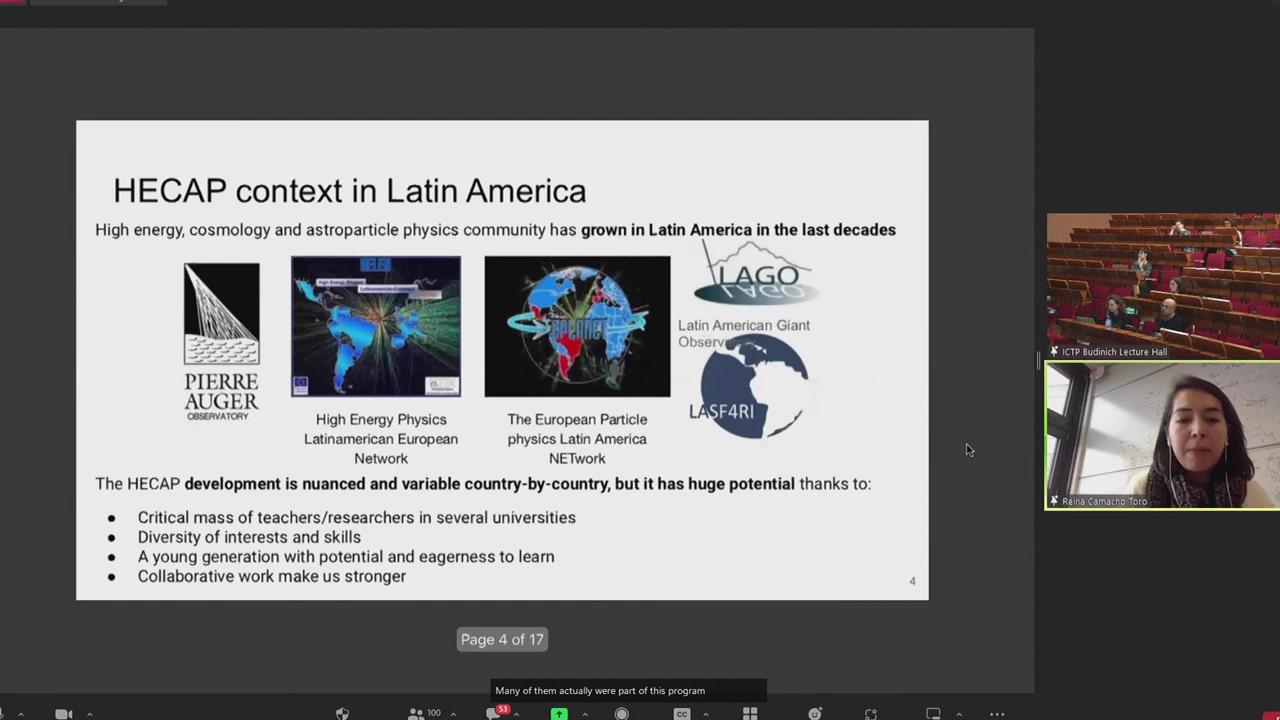 HECAP context in Latin America
High energy, cosmology and astroparticle physics community has grown in Latin America in the last decades
PIERRE
AUGER
OBSERVATORY
HELEN
High Energy Physics
Latinamerican European
Network
EPLANET
The European Particle
physics Latin America
NETwork
LAGO
Latin American Giant
LASF4RI
The HECAP development is nuanced and variable country-by-country, but it has huge potential thanks to:
● Critical mass of teachers/researchers in several universities
● Diversity of interests and skills
● A young generation with potential and eagerness to learn
● Collaborative work make us stronger
4
Page 4 of 17
Many of them actually were part of this program
100
53
CC
ICTP Budinich Lecture Hall
Reina Camacho Toro